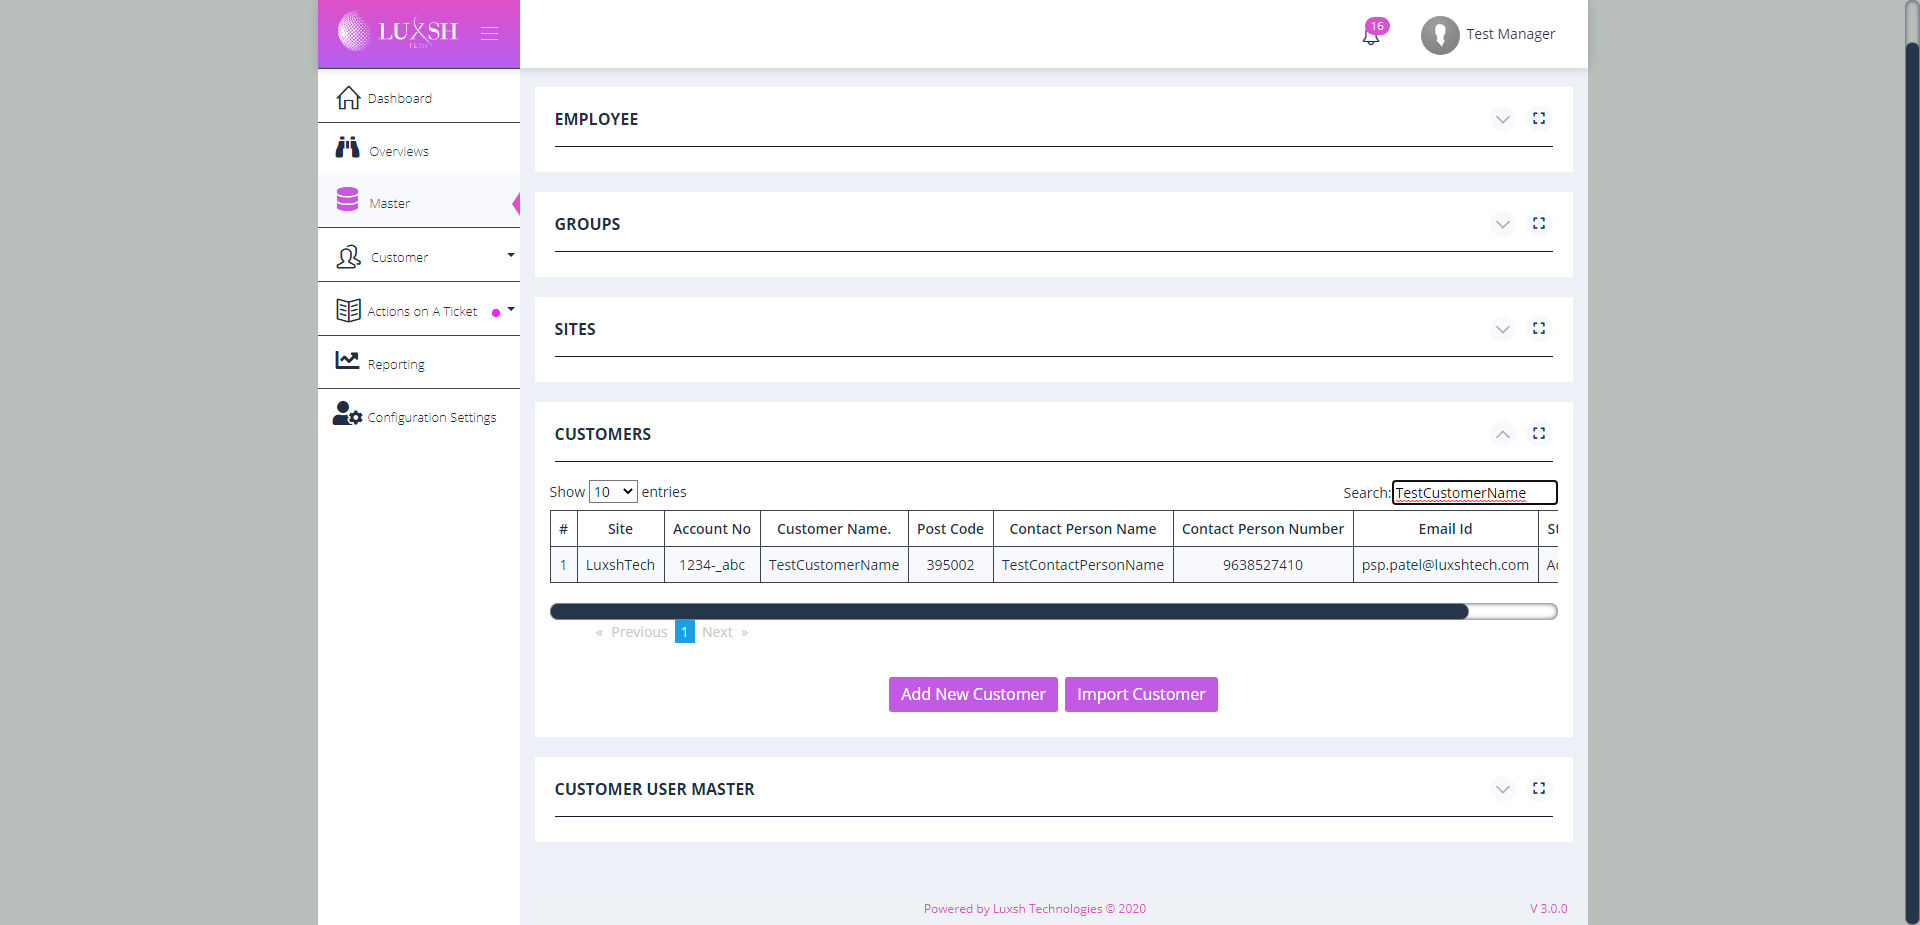 LUXSH
TECH
16
Test Manager
Dashboard
Overviews
Master
Customer
Actions on A Ticket
Reporting
Configuration Settings
EMPLOYEE
GROUPS
SITES
CUSTOMERS
Show 10 entries
Search: TestCustomerName
# Site Account No Customer Name. Post Code Contact Person Name Contact Person Number Email Id
1 LuxshTech 1234-_abc TestCustomerName 395002 TestContactPersonName 9638527410 psp.patel@luxshtech.com
« Previous 1 Next »
Add New Customer Import Customer
CUSTOMER USER MASTER
Powered by Luxsh Technologies © 2020
V 3.0.0